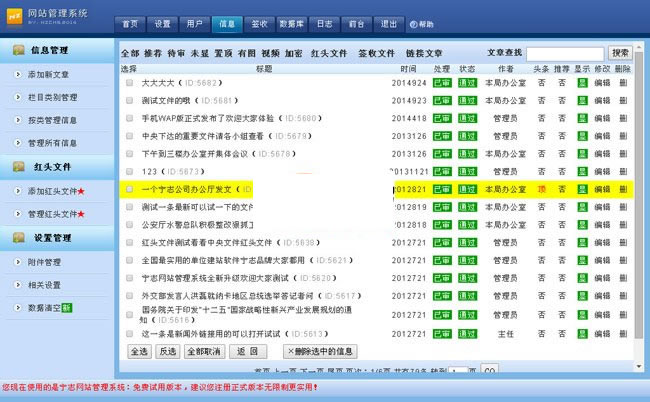 网站管理系统
首页 设置 用户 信息 签收 数据库 日志 前台 退出 帮助
信息管理
添加新文章
栏目类别管理
按类管理信息
管理所有信息
红头文件
添加红头文件★
管理红头文件★
设置管理
附件管理
相关设置
数据清空 新
全部 推荐 待审 未显 置顶 有图 视频 加密 红头文件 签收文件 链接文章 文章查找 搜索
选择 标题 时间 处理 状态 作者 头条 推荐 显示 修改 删除
大大大大（ID:5682） 2014924 已审 通过 本局办公室 否 否 显 编辑 删
测试文件的哦（ID:5681） 2014923 已审 通过 本局办公室 否 否 显 编辑 删
手机WAP版正式发布了欢迎大家体验（ID:5680） 2014418 已审 通过 管理员 否 否 显 编辑 删
中央下达的重要文件请各小组查看（ID:5679） 2013126 已审 通过 管理员 否 否 显 编辑 删
下午到三楼办公室开集体会议（ID:5678） 2013126 已审 通过 本局办公室 否 否 显 编辑 删
123（ID:5673） 20131121 已审 通过 管理员 否 否 显 编辑 删
一个宁志公司办公厅发文（ID: 2012821 已审 通过 本局办公室 顶 否 显 编辑 删
测试一条最新可以试一下的文 2012819 已审 通过 本局办公室 否 否 显 编辑 删
公安厅水警总队积极整改狠抓 2012818 已审 通过 本局办公室 否 否 显 编辑 删
红头文件测试看看中央文件红头文件（ID:5638） 2012721 已审 通过 管理员 否 否 显 编辑 删
全国最实用的单位建站软件宁志品牌大家都用（ID:5621） 2012721 已审 通过 本局办公室 否 否 显 编辑 删
宁志网站管理系统全新升级欢迎大家测试（ID:5620） 2012721 已审 通过 管理员 否 否 显 编辑 删
外交部发言人洪磊就纳卡地区总统选举答记者问（ID:5617） 2012721 已审 通过 管理员 否 否 显 编辑 删
国务院关于印发"十二五"国家战略性新兴产业发展规划的通
知（ID:5616） 2012721 已审 通过 管理员 否 否 显 编辑 删
这一条是新闻外链接用的可以打开试试（ID:5613） 2012721 已审 通过 主任 否 否 显 编辑 删
全选 反选 全部取消 返 回 ×删除选中的信息
首页 上一页 下一页 尾页 页次：1/6页 共有79条 转到 1 页 GO
您现在使用的是宁志网站管理系统：免费试用版本，建议您注册正式版本无限制更实用！